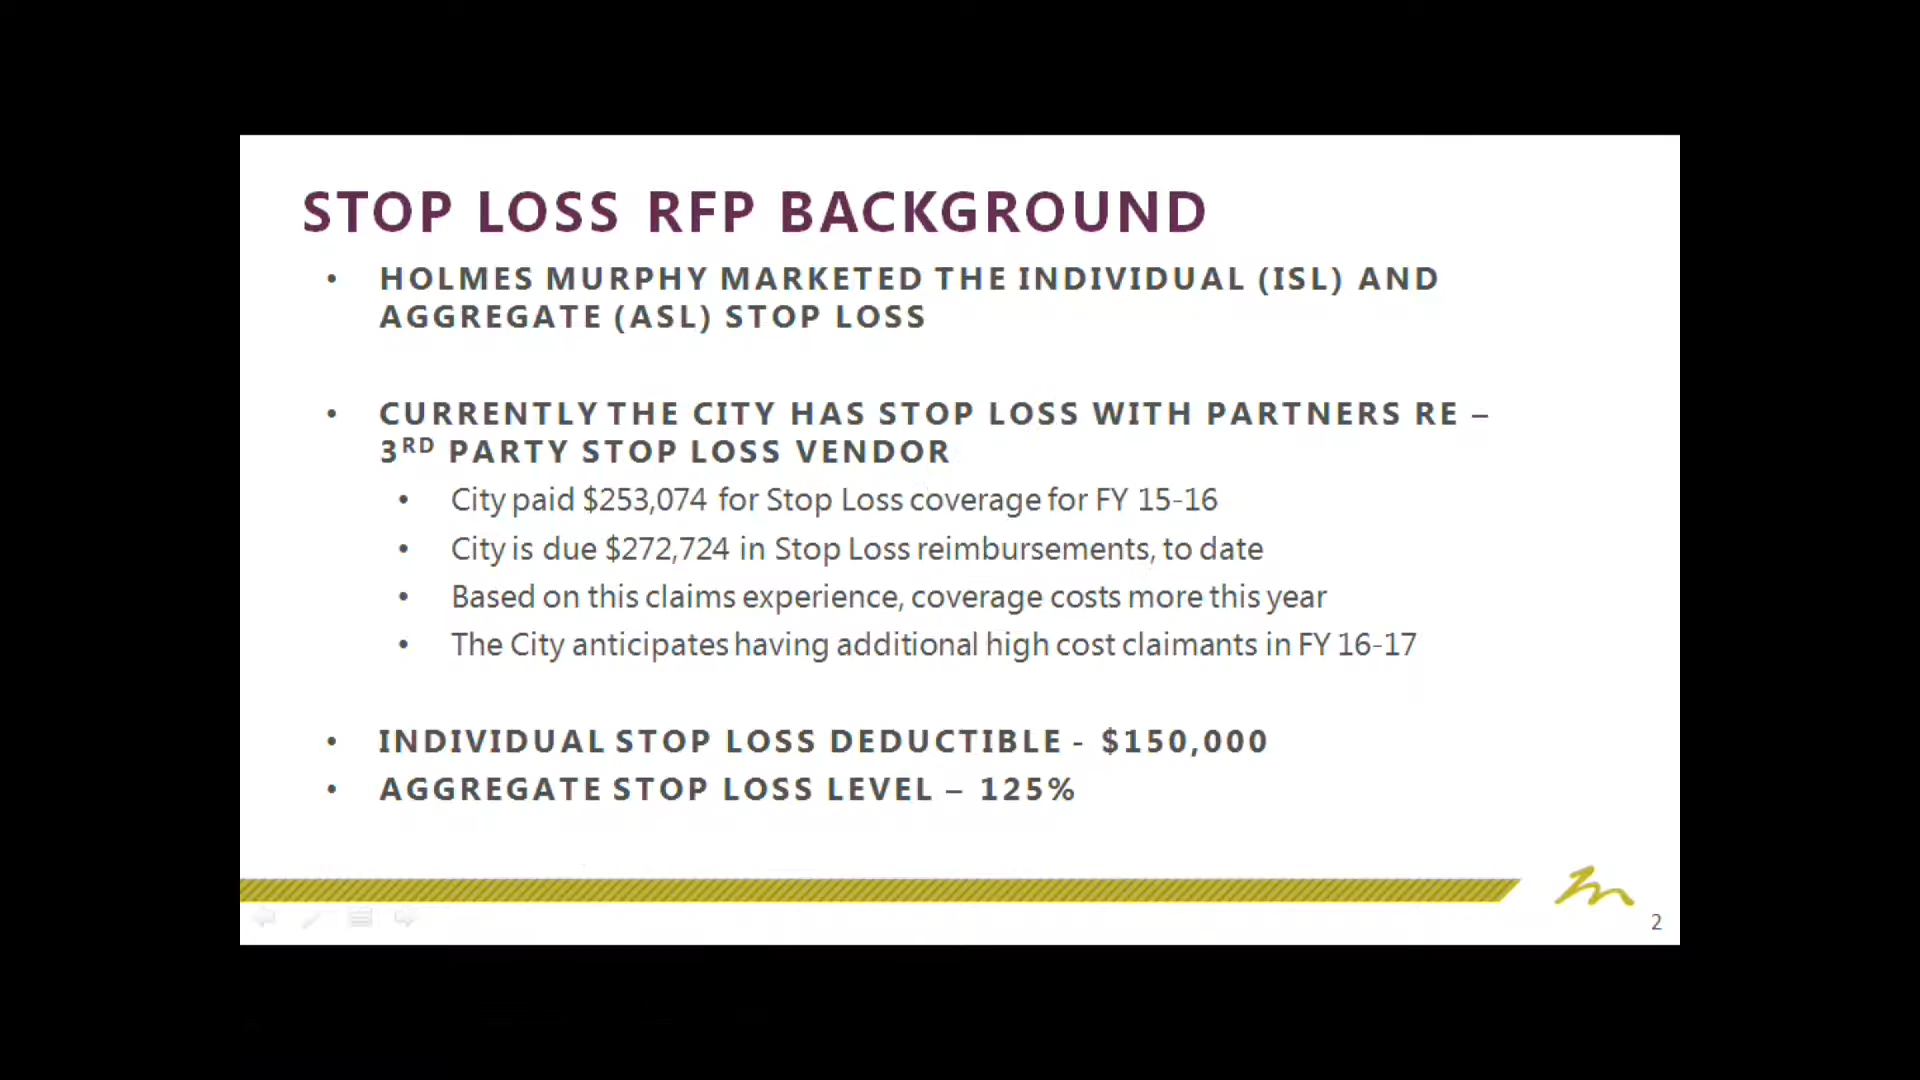 STOP LOSS RFP BACKGROUND
• HOLMES MURPHY MARKETED THE INDIVIDUAL (ISL) AND
AGGREGATE (ASL) STOP LOSS
• CURRENTLY THE CITY HAS STOP LOSS WITH PARTNERS RE –
3RD PARTY STOP LOSS VENDOR
• City paid $253,074 for Stop Loss coverage for FY 15-16
• City is due $272,724 in Stop Loss reimbursements, to date
• Based on this claims experience, coverage costs more this year
• The City anticipates having additional high cost claimants in FY 16-17
• INDIVIDUAL STOP LOSS DEDUCTIBLE - $150,000
• AGGREGATE STOP LOSS LEVEL – 125%
2